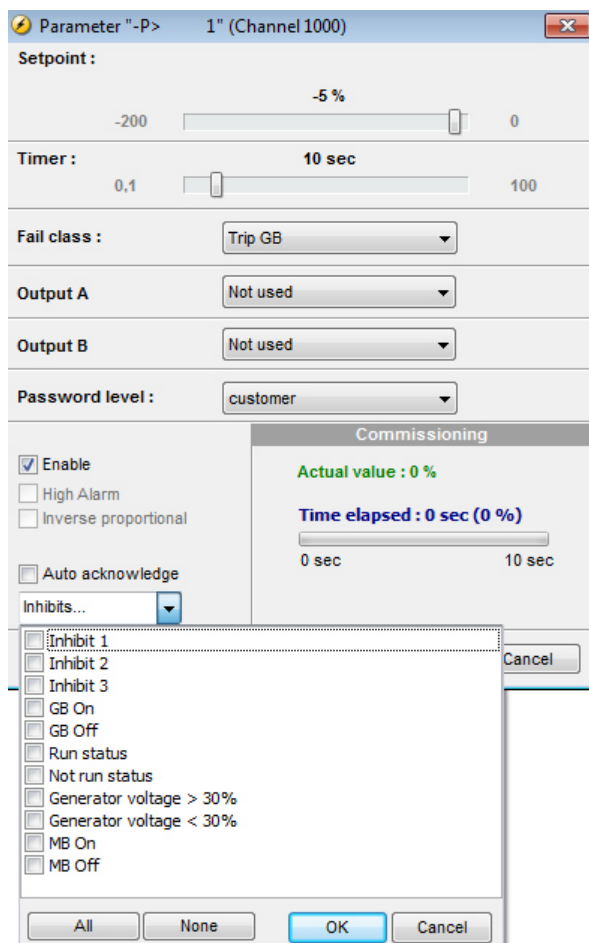 Parameter "-P> 1" (Channel 1000)
Setpoint :
-5 %
-200 0
Timer : 10 sec
0,1 100
Fail class : Trip GB
Output A Not used
Output B Not used
Password level : customer
Commissioning
Enable
High Alarm
Inverse proportional
Actual value : 0 %
Time elapsed : 0 sec (0 %)
0 sec 10 sec
Auto acknowledge
Inhibits...
Cancel
Inhibit 1
Inhibit 2
Inhibit 3
GB On
GB Off
Run status
Not run status
Generator voltage > 30%
Generator voltage < 30%
MB On
MB Off
All None OK Cancel